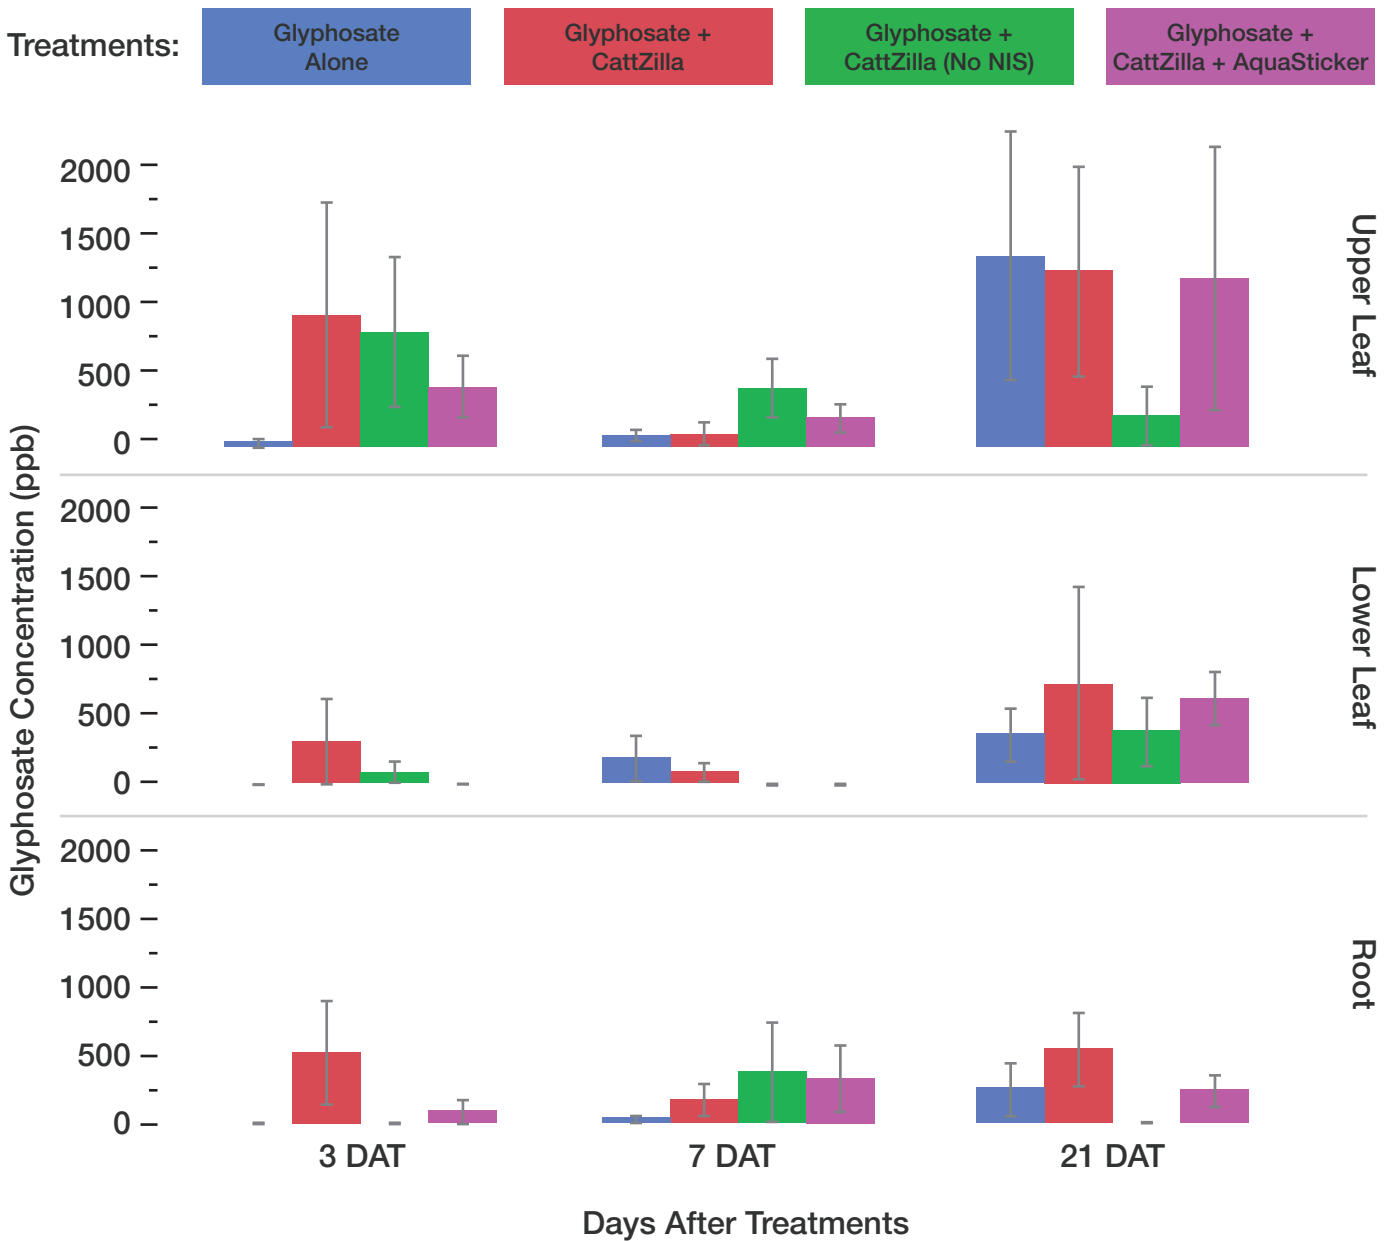 Treatments:
Glyphosate
Alone
Glyphosate +
CattZilla
Glyphosate +
CattZilla (No NIS)
Glyphosate +
CattZilla + AquaSticker
Glyphosate Concentration (ppb)
2000
1500
1000
500
0
Upper Leaf
2000
1500
1000
500
0
Lower Leaf
2000
1500
1000
500
0
Root
3 DAT
7 DAT
21 DAT
Days After Treatments